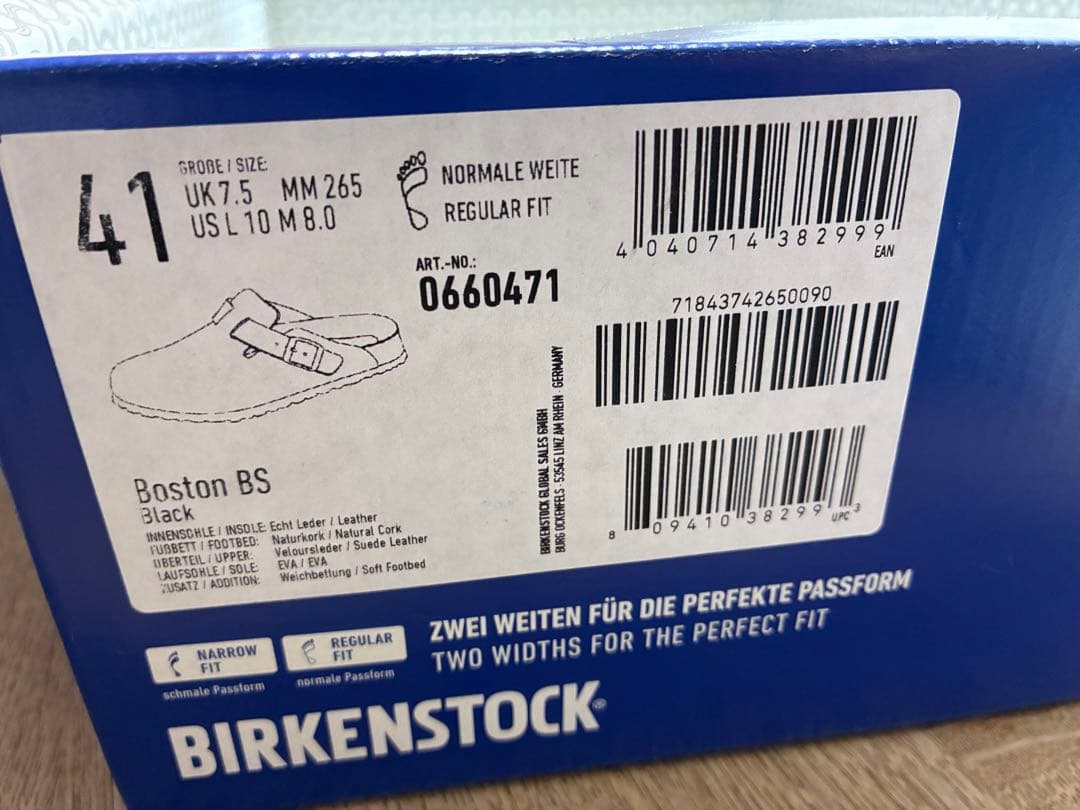 41
GRÖßE / SIZE:
UK 7.5 MM 265
US L 10 M 8.0
NORMALE WEITE
REGULAR FIT
ART.-NO.:
0660471
4 040714 382999
EAN
71843742650090
8 09410 38299 3
UPC
BIRKENSTOCK GLOBAL SALES GMBH
BURG OCKENFELS · 53545 LINZ AM RHEIN · GERMANY
Boston BS
Black
INNENSOHLE / INSOLE: Echt Leder / Leather
FUßBETT / FOOTBED: Naturkork / Natural Cork
OBERTEIL / UPPER: Veloursleder / Suede Leather
LAUFSOHLE / SOLE: EVA / EVA
ZUSATZ / ADDITION: Weichbettung / Soft Footbed
NARROW
FIT
schmale Passform
REGULAR
FIT
normale Passform
ZWEI WEITEN FÜR DIE PERFEKTE PASSFORM
TWO WIDTHS FOR THE PERFECT FIT
BIRKENSTOCK®